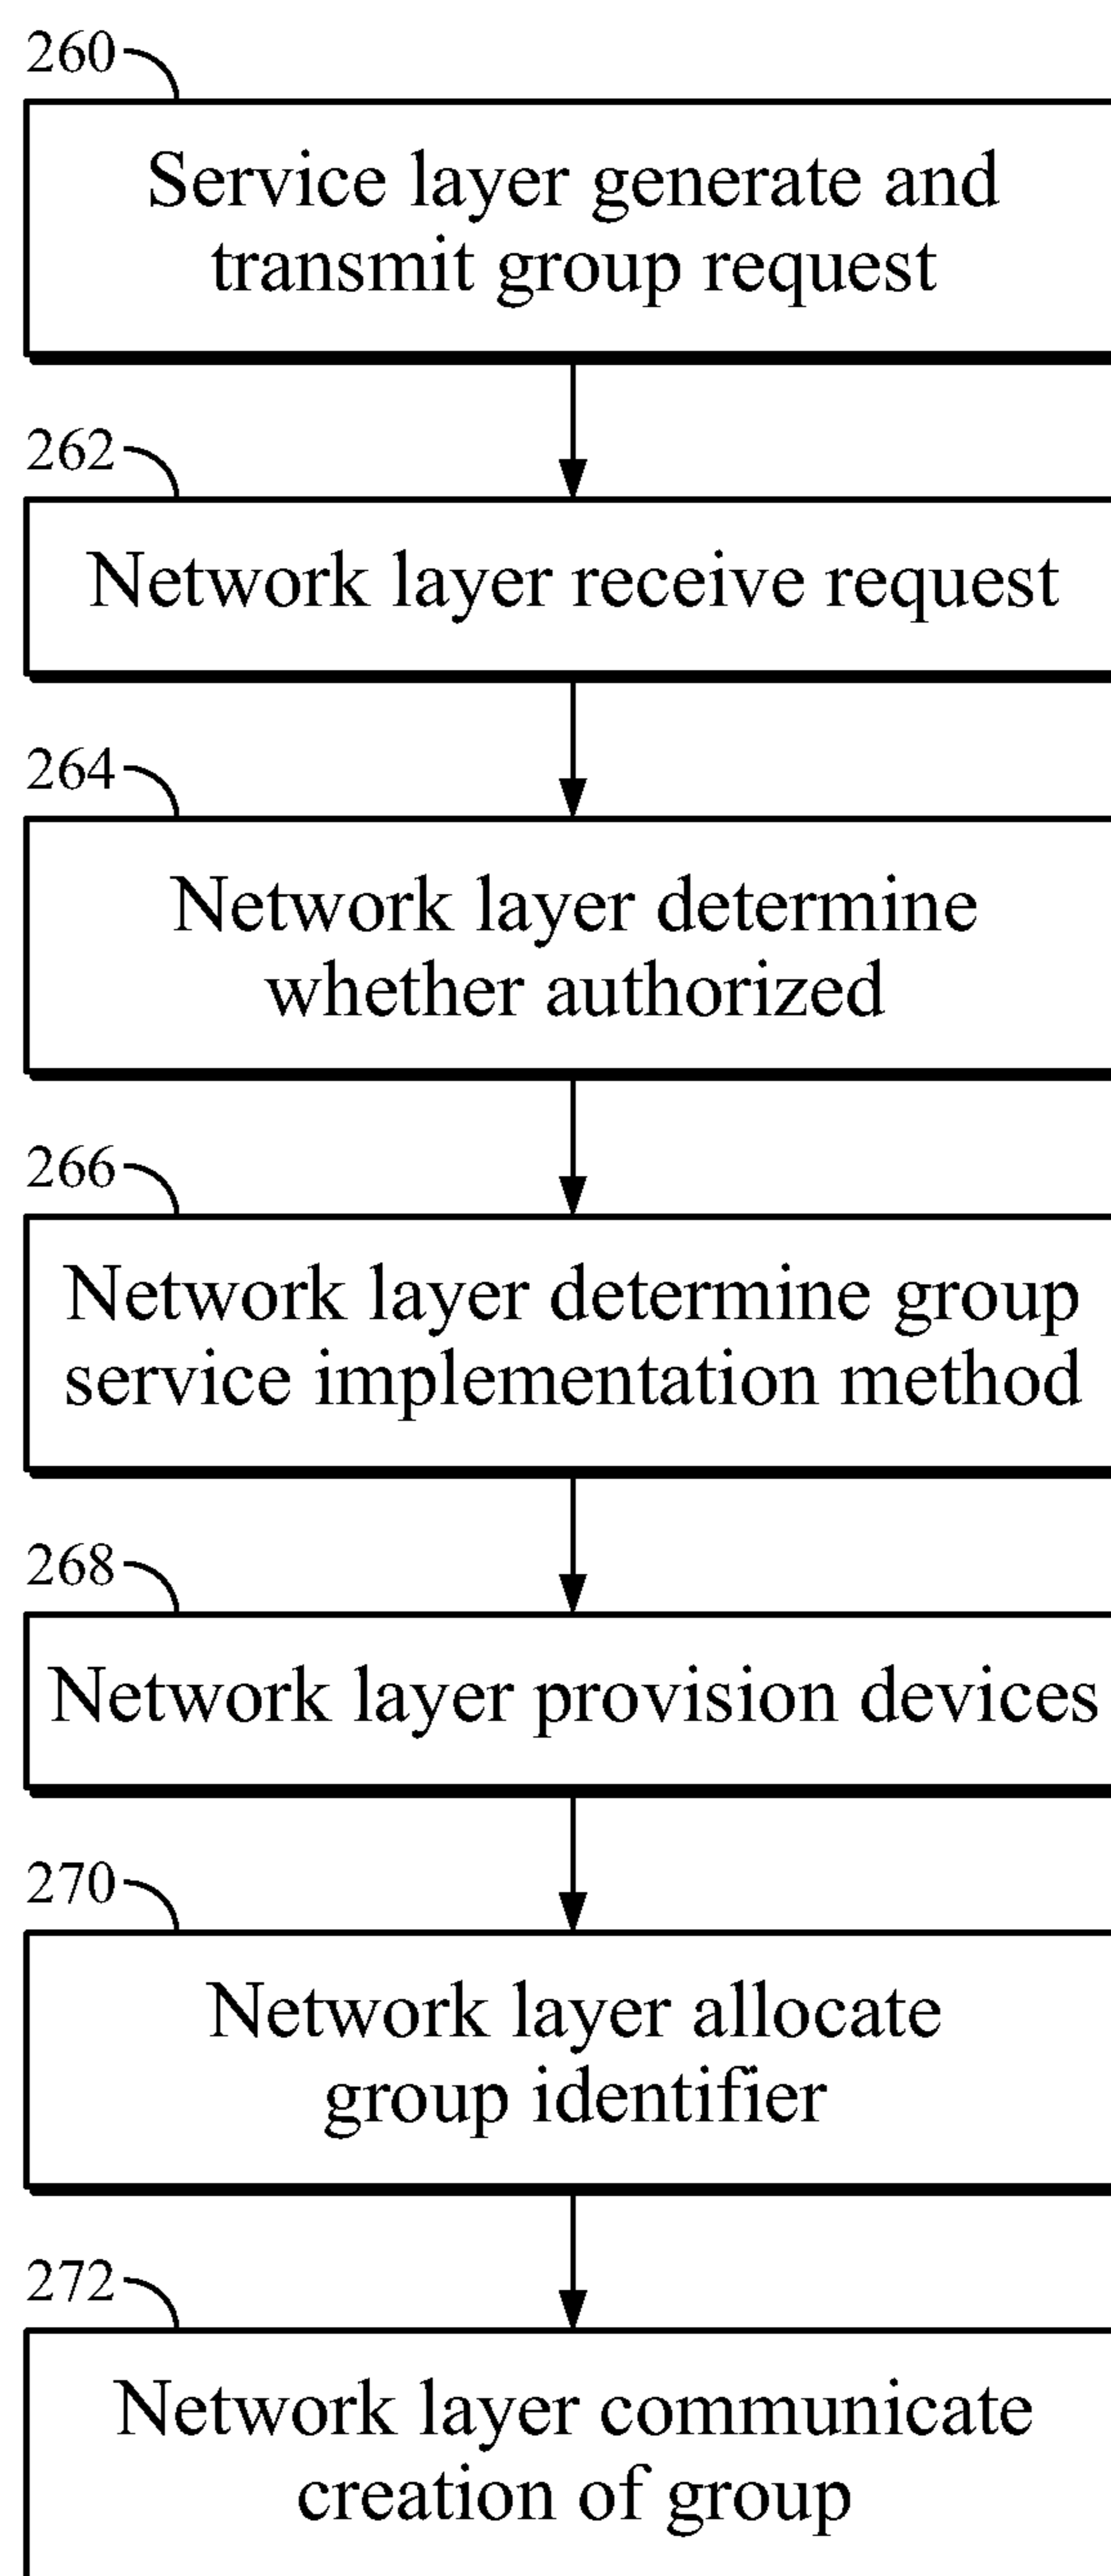 260
Service layer generate and
transmit group request
262
Network layer receive request
264
Network layer determine
whether authorized
266
Network layer determine group
service implementation method
268
Network layer provision devices
270
Network layer allocate
group identifier
272
Network layer communicate
creation of group